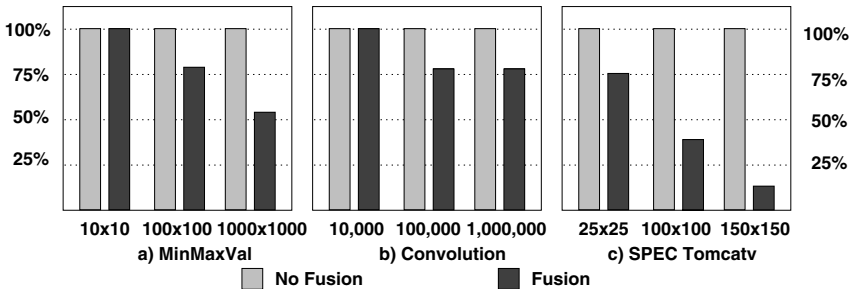 100%
75%
50%
25%
100%
75%
50%
25%
10x10 100x100 1000x1000
10,000 100,000 1,000,000
25x25 100x100 150x150
a) MinMaxVal
b) Convolution
c) SPEC Tomcatv
No Fusion
Fusion